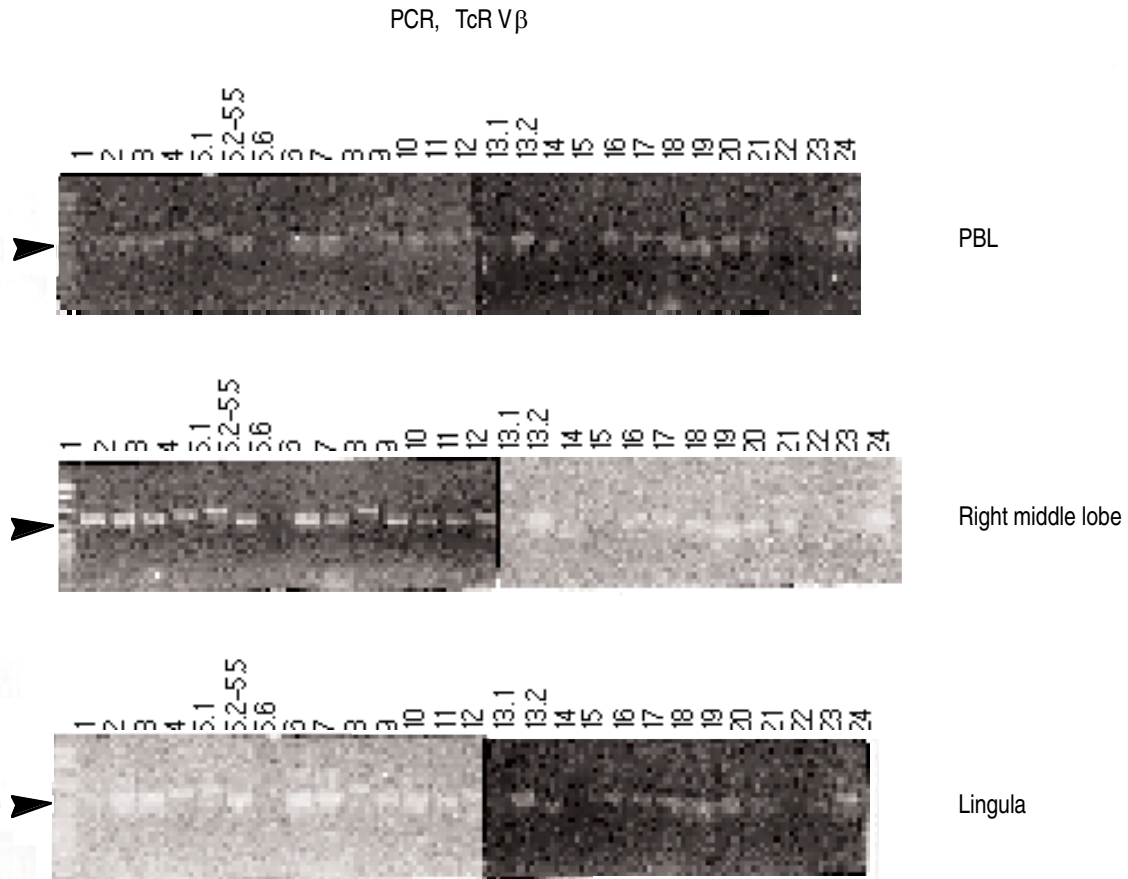 PCR, TcR Vβ
1 2 3 4 5.1 5.2-5.5 5.6 6 7 8 9 10 11 12 13.1 13.2 14 15 16 17 18 19 20 21 22 23 24
PBL
1 2 3 4 5.1 5.2-5.5 5.6 6 7 8 9 10 11 12 13.1 13.2 14 15 16 17 18 19 20 21 22 23 24
Right middle lobe
1 2 3 4 5.1 5.2-5.5 5.6 6 7 8 9 10 11 12 13.1 13.2 14 15 16 17 18 19 20 21 22 23 24
Lingula